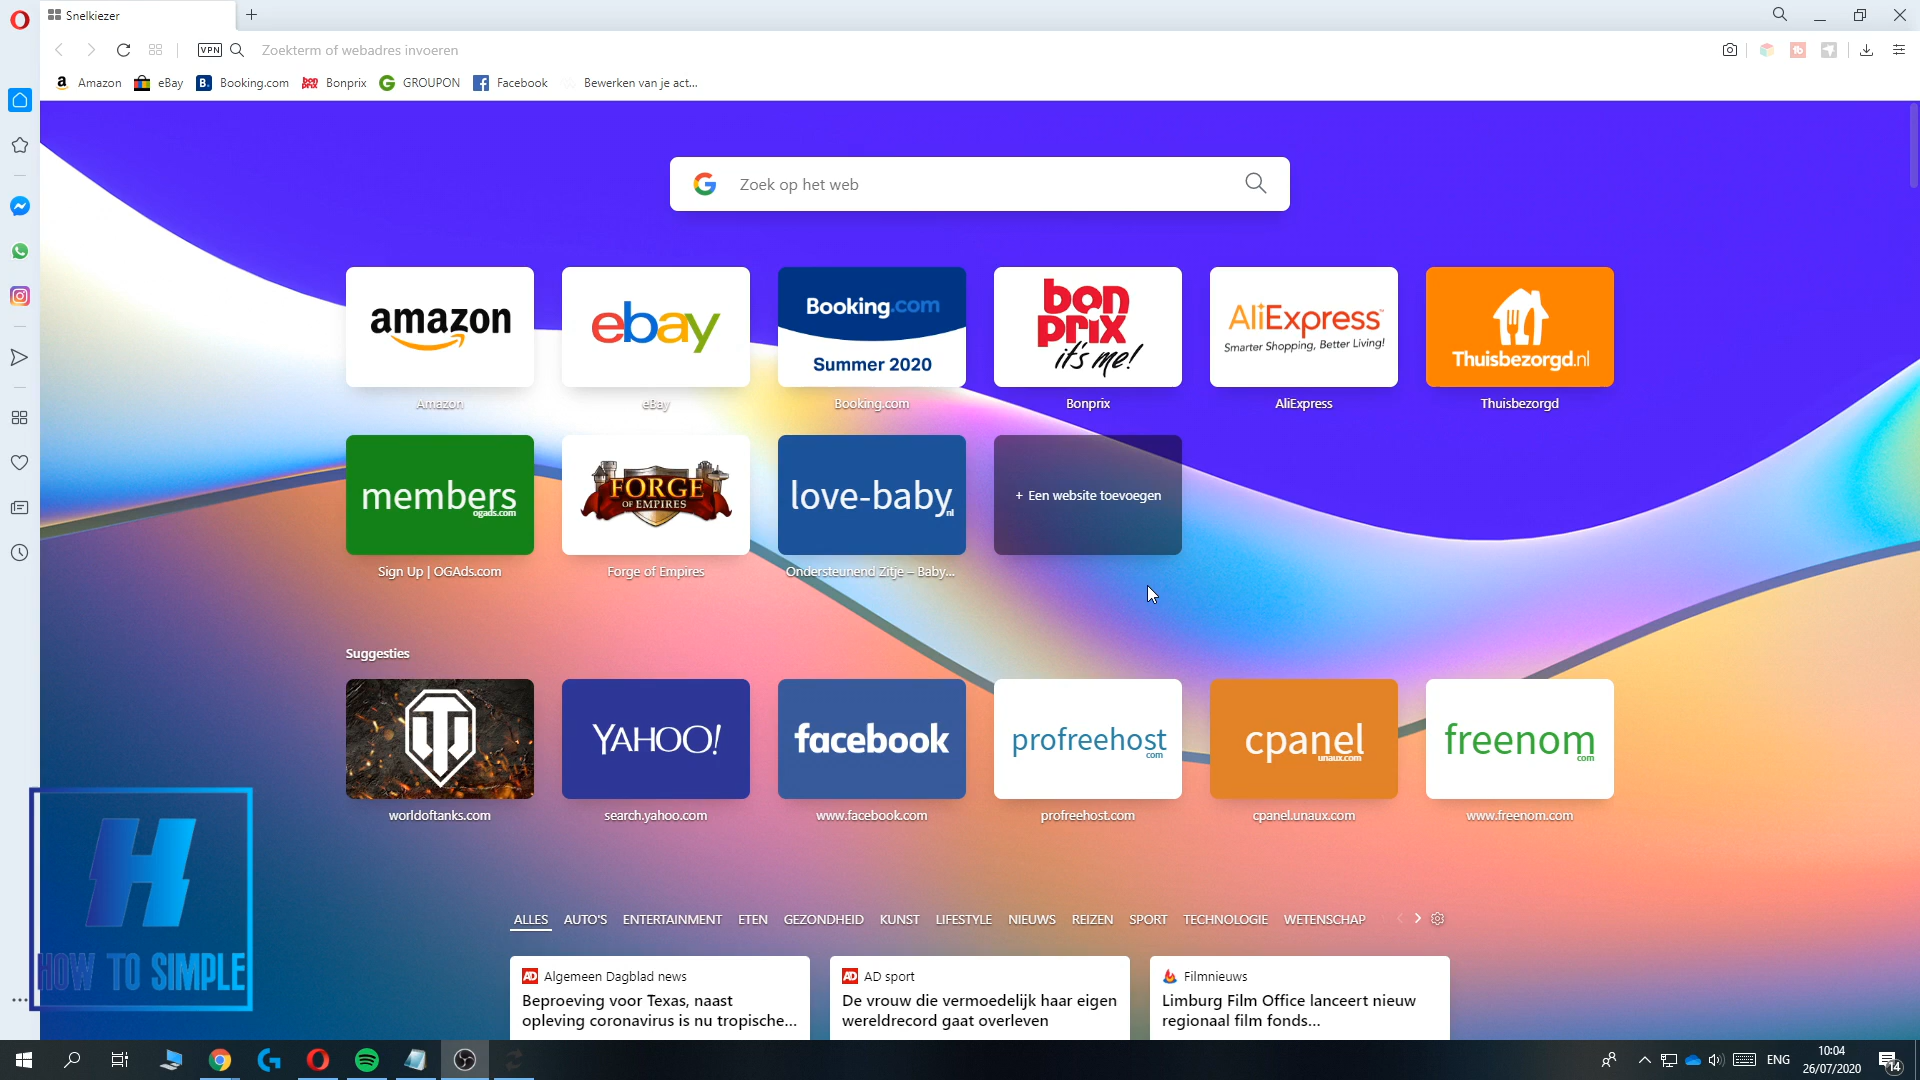 Snelkiezer
VPN Zoekterm of webadres invoeren
Amazon eBay Booking.com Bonprix GROUPON Facebook Bewerken van je act...
Zoek op het web
amazon
ebay
Booking.com
Summer 2020
bon
prix
it's me!
AliExpress
Smarter Shopping, Better Living!
Thuisbezorgd.nl
Amazon eBay Booking.com Bonprix AliExpress Thuisbezorgd
members
ogads.com
FORGE
OF EMPIRES
love-baby
.nl
+ Een website toevoegen
Sign Up | OGAds.com Forge of Empires Ondersteunend Zitje – Baby...
Suggesties
YAHOO!
facebook
profreehost
com
cpanel
unaux.com
freenom
com
worldoftanks.com search.yahoo.com www.facebook.com profreehost.com cpanel.unaux.com www.freenom.com
H
HOW TO SIMPLE
ALLES AUTO'S ENTERTAINMENT ETEN GEZONDHEID KUNST LIFESTYLE NIEUWS REIZEN SPORT TECHNOLOGIE WETENSCHAP
AD Algemeen Dagblad news
Beproeving voor Texas, naast
opleving coronavirus is nu tropische...
AD AD sport
De vrouw die vermoedelijk haar eigen
wereldrecord gaat overleven
Filmnieuws
Limburg Film Office lanceert nieuw
regionaal film fonds...
ENG
10:04
26/07/2020
14